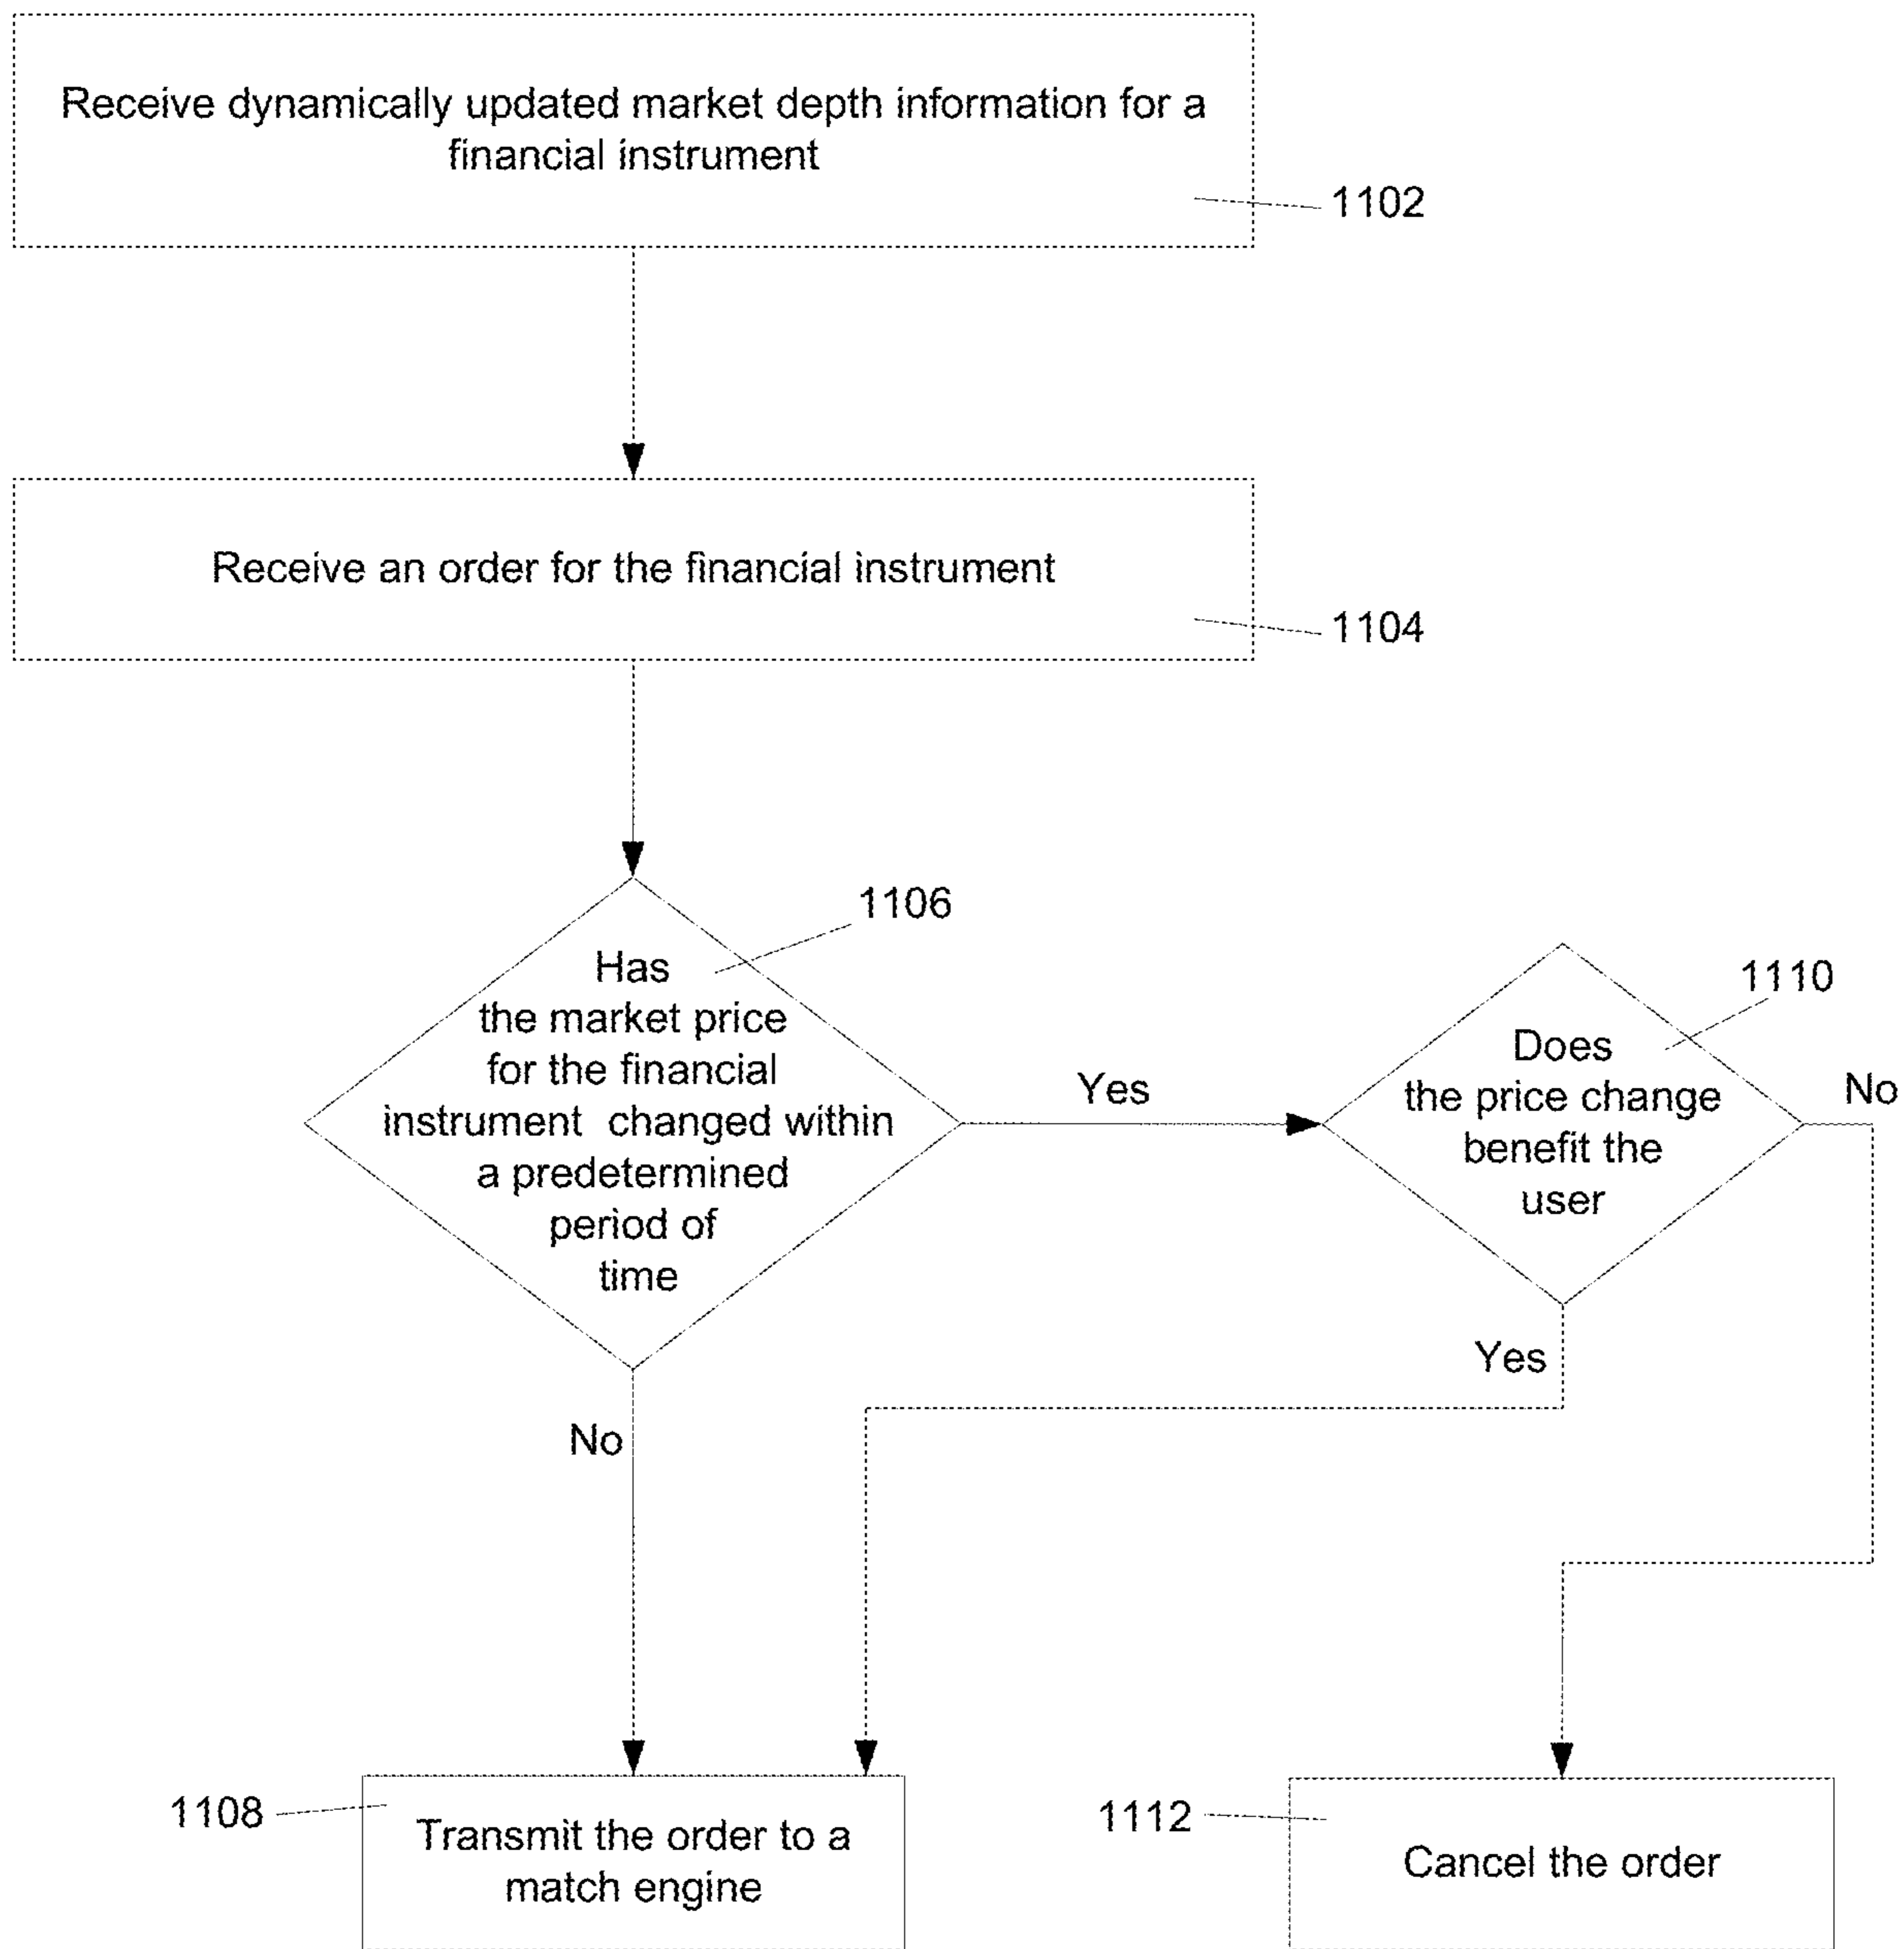 Receive dynamically updated market depth information for a
financial instrument
1102
Receive an order for the financial instrument
1104
1106
Has
the market price
for the financial
instrument changed within
a predetermined
period of
time
Yes
1110
Does
the price change
benefit the
user
No
Yes
No
1108
Transmit the order to a
match engine
1112
Cancel the order